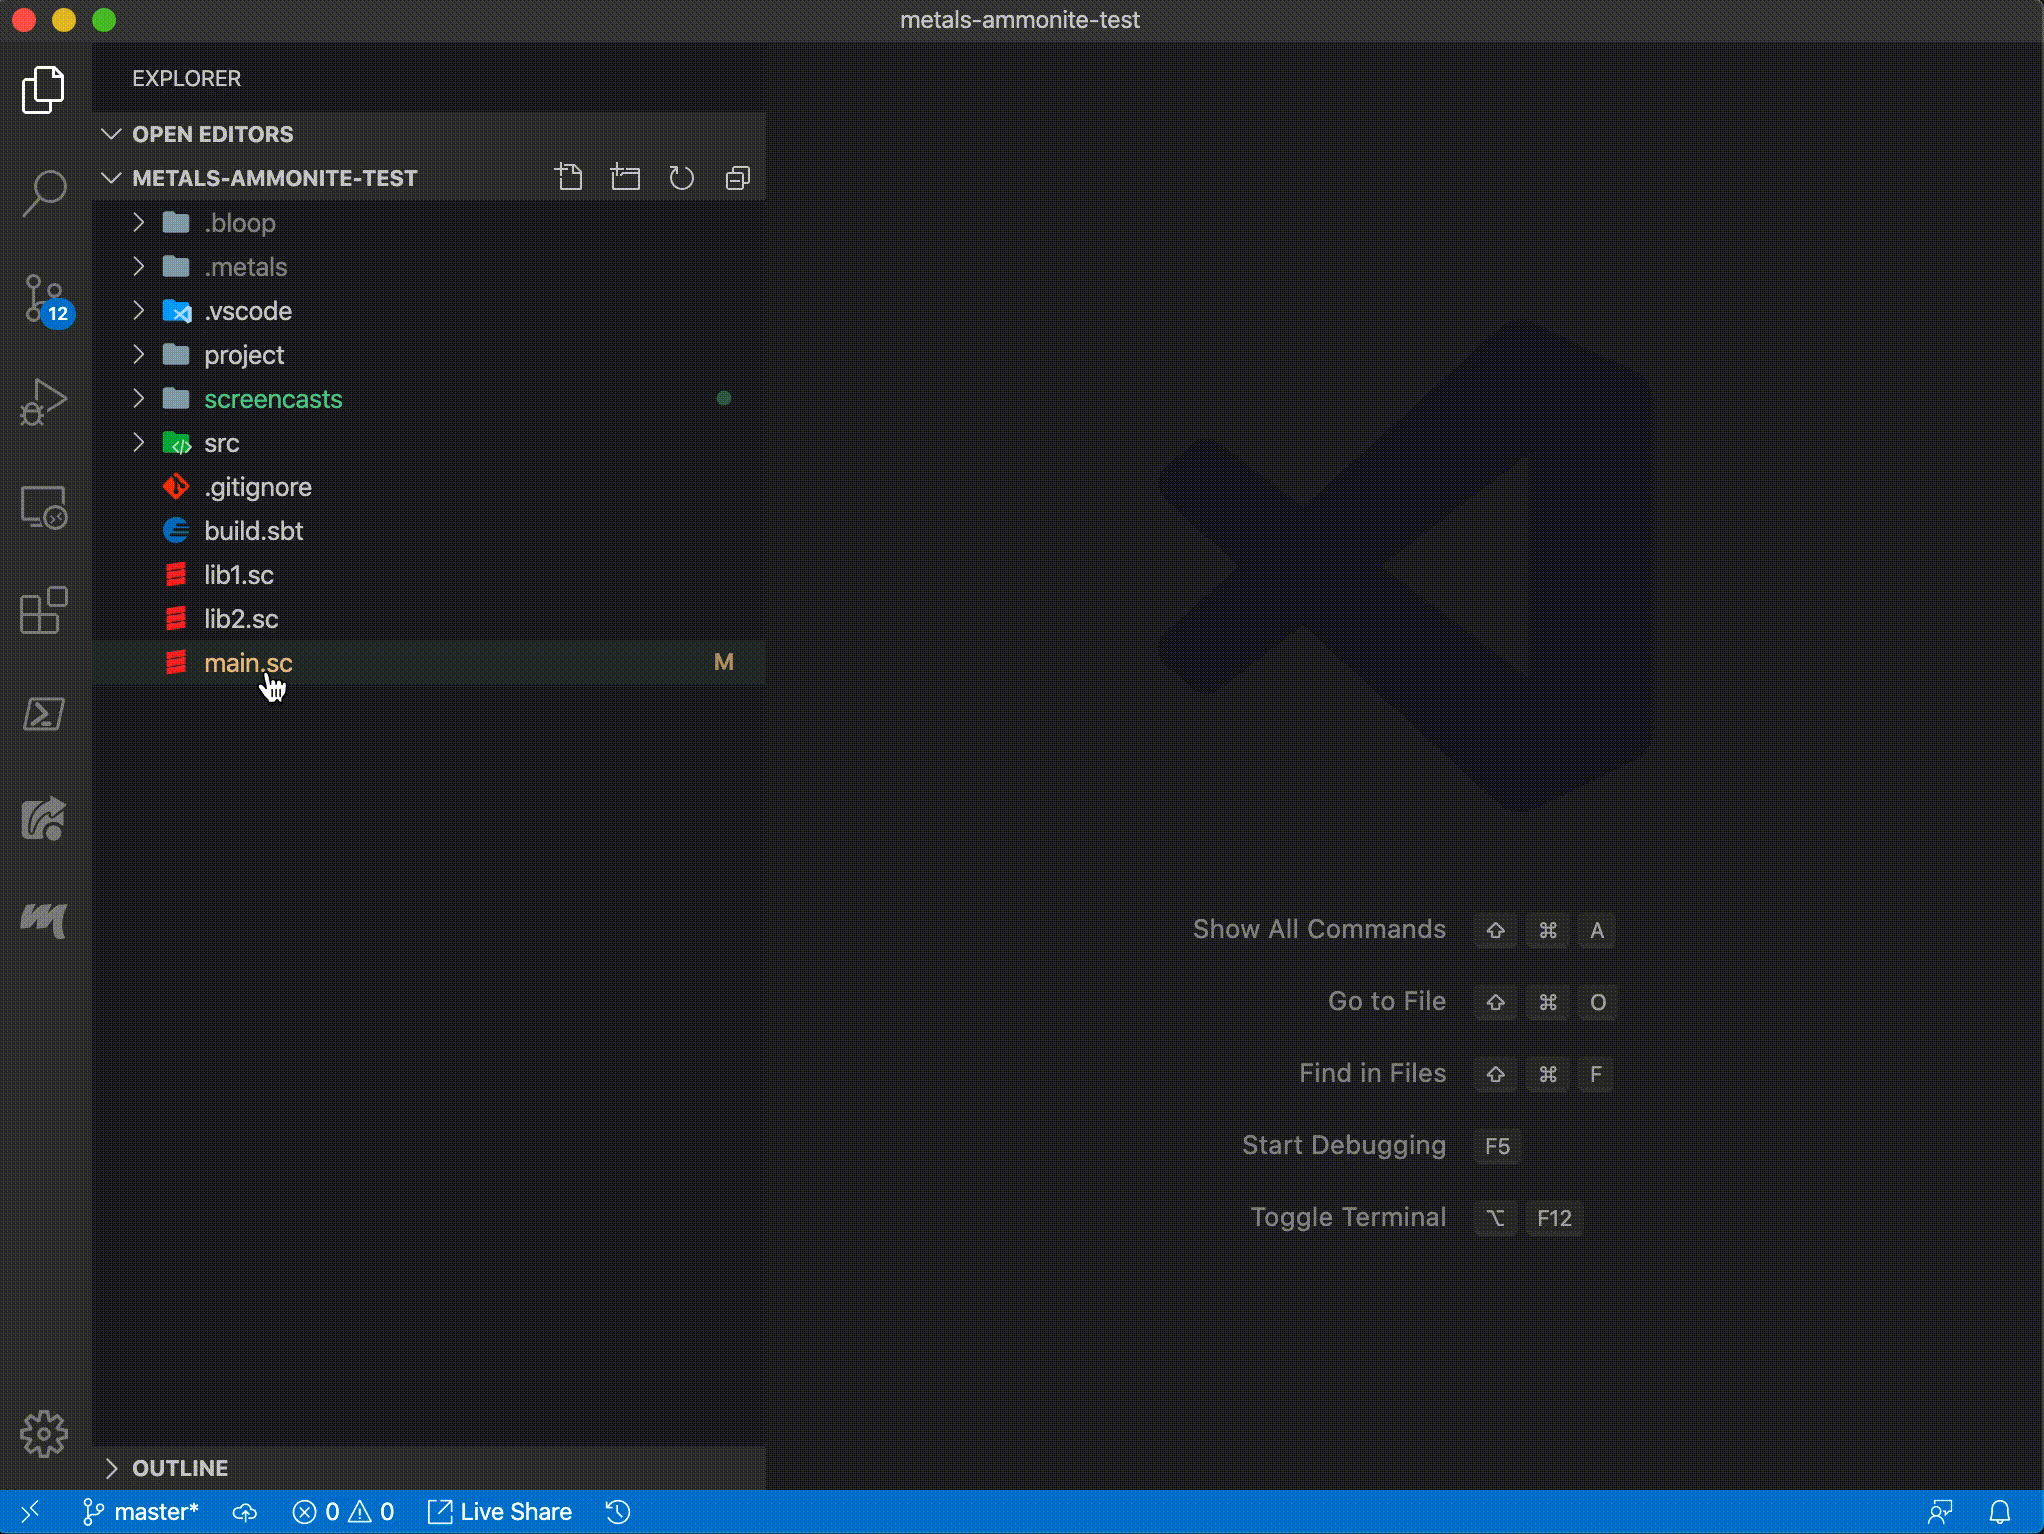 metals-ammonite-test
EXPLORER
OPEN EDITORS
METALS-AMMONITE-TEST
.bloop
.metals
12
.vscode
project
screencasts
src
.gitignore
build.sbt
lib1.sc
lib2.sc
main.sc M
Show All Commands ⇧ ⌘ A
Go to File ⇧ ⌘ O
Find in Files ⇧ ⌘ F
Start Debugging F5
Toggle Terminal ⌥ F12
OUTLINE
master* 0 0 Live Share